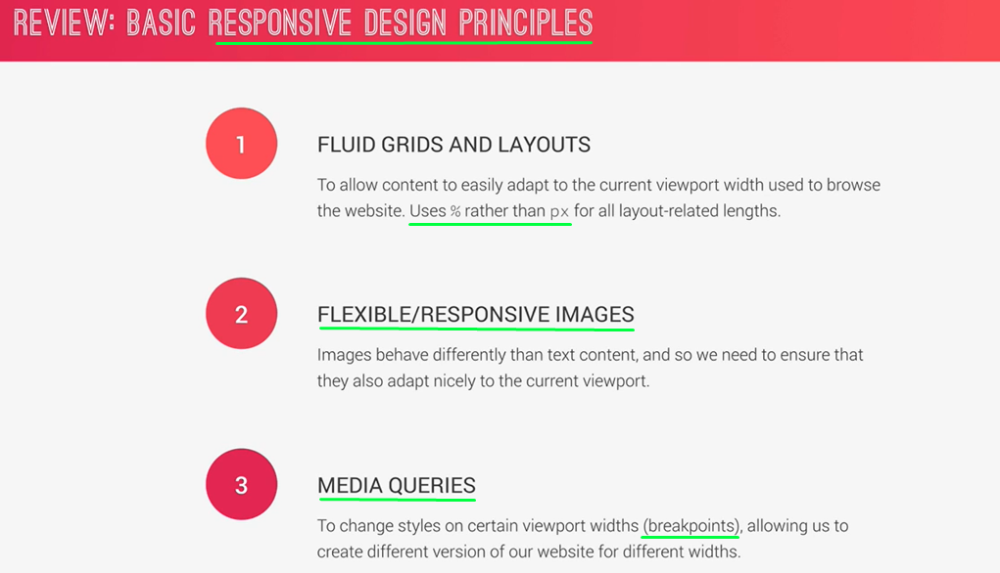 REVIEW: BASIC RESPONSIVE DESIGN PRINCIPLES
1
FLUID GRIDS AND LAYOUTS
To allow content to easily adapt to the current viewport width used to browse
the website. Uses % rather than px for all layout-related lengths.
2
FLEXIBLE/RESPONSIVE IMAGES
Images behave differently than text content, and so we need to ensure that
they also adapt nicely to the current viewport.
3
MEDIA QUERIES
To change styles on certain viewport widths (breakpoints), allowing us to
create different version of our website for different widths.